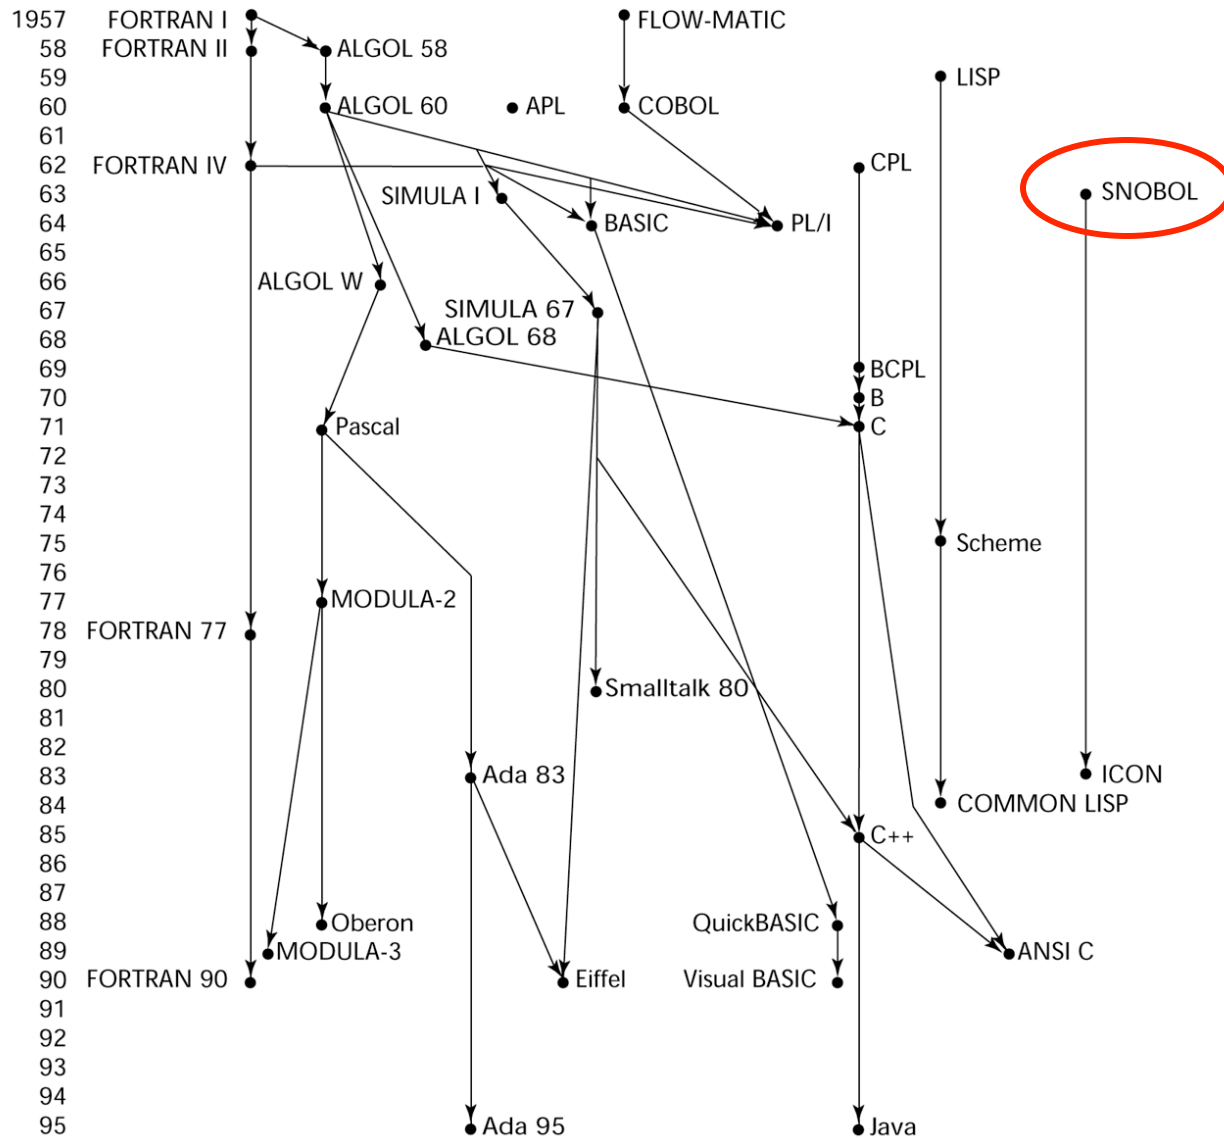 1957 FORTRAN I FLOW-MATIC
58 FORTRAN II ALGOL 58
59 LISP
60 ALGOL 60 APL COBOL
61
62 FORTRAN IV CPL
63 SIMULA I SNOBOL
64 BASIC PL/I
65
66 ALGOL W
67 SIMULA 67
68 ALGOL 68
69 BCPL
70 B
71 Pascal C
72
73
74
75 Scheme
76
77 MODULA-2
78 FORTRAN 77
79
80 Smalltalk 80
81
82
83 Ada 83 ICON
84 COMMON LISP
85 C++
86
87
88 Oberon QuickBASIC
89 MODULA-3 ANSI C
90 FORTRAN 90 Eiffel Visual BASIC
91
92
93
94
95 Ada 95 Java